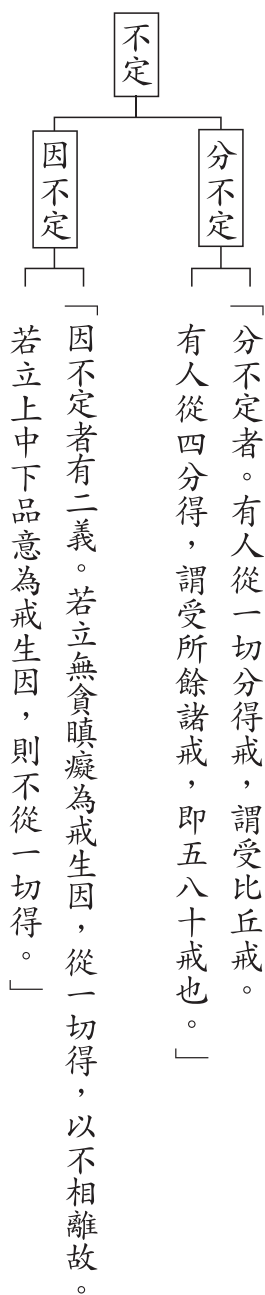 不定
分不定
「分不定者。有人從一切分得戒，謂受比丘戒。
有人從四分得，謂受所餘諸戒，即五八十戒也。」
因不定
「因不定者有二義。若立無貪瞋癡為戒生因，從一切得，以不相離故。
若立上中下品意為戒生因，則不從一切得。」